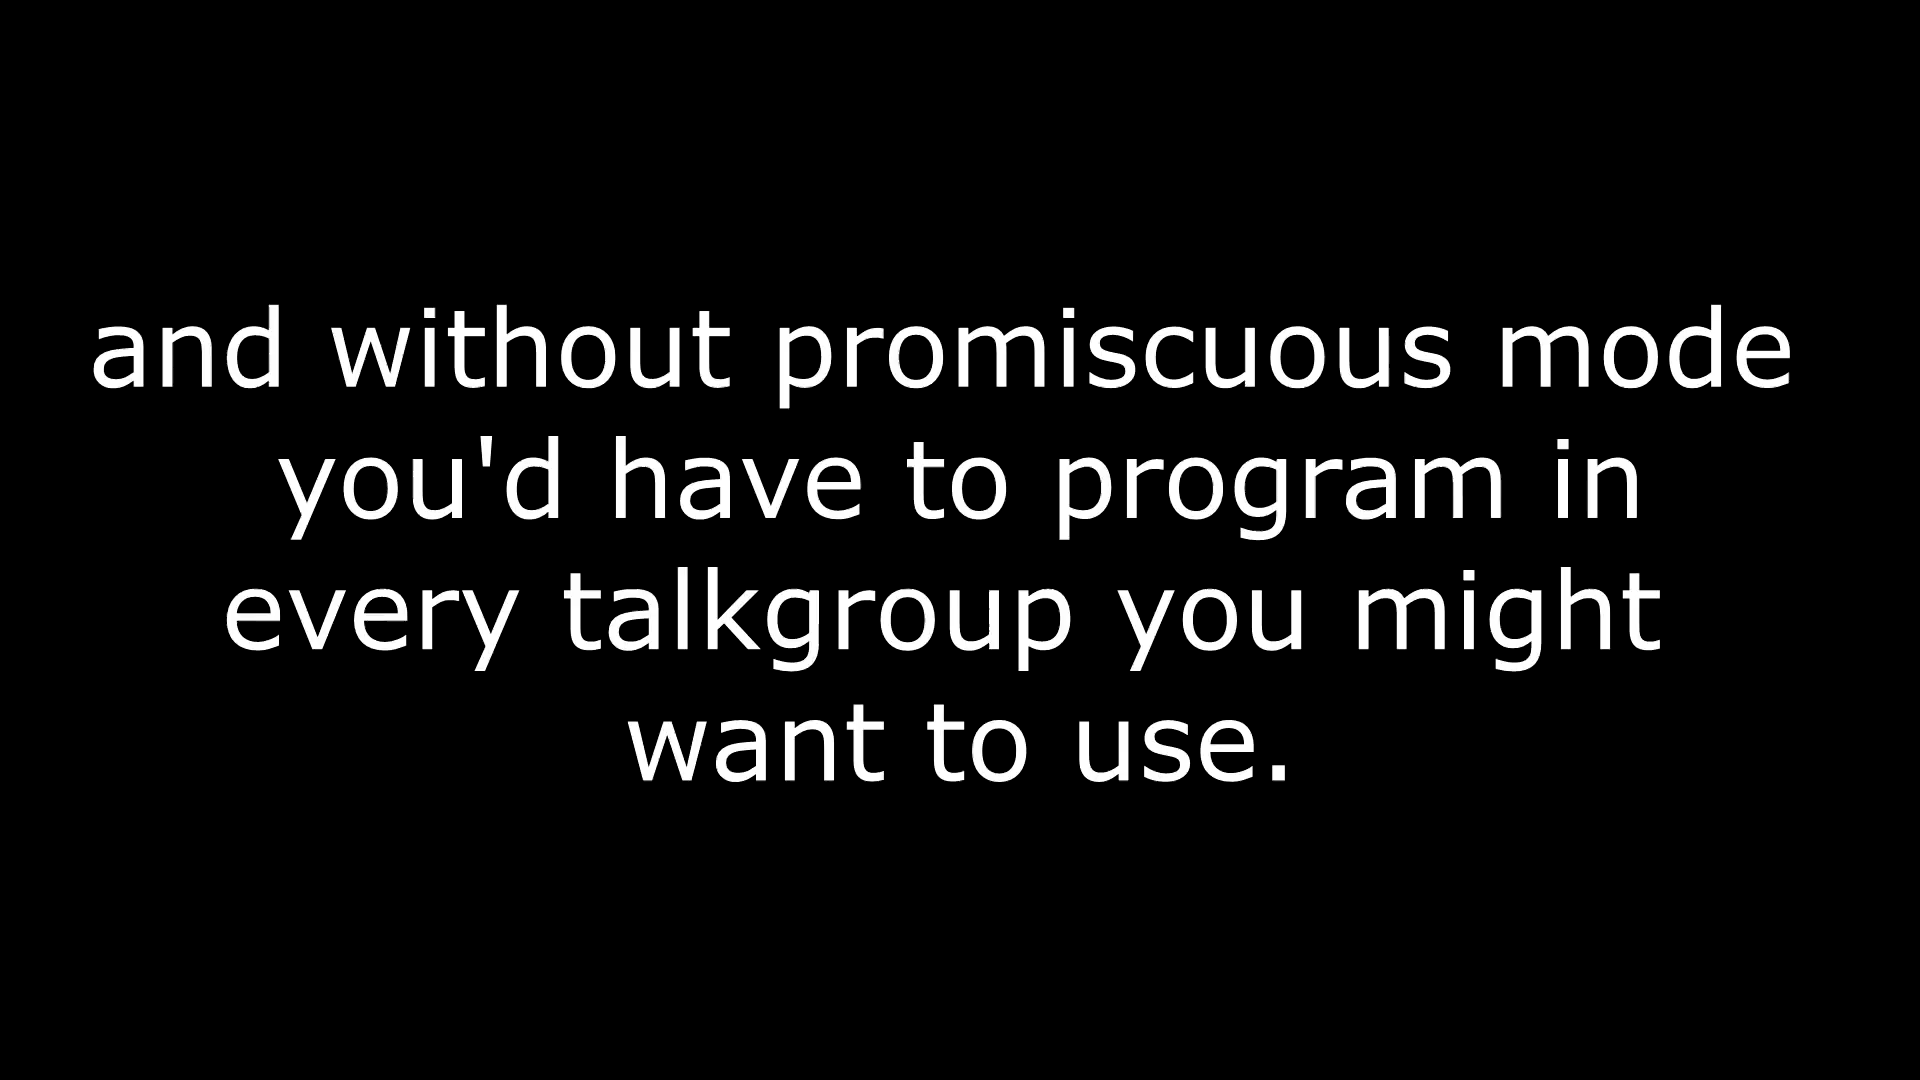 and without promiscuous mode
you'd have to program in
every talkgroup you might
want to use.